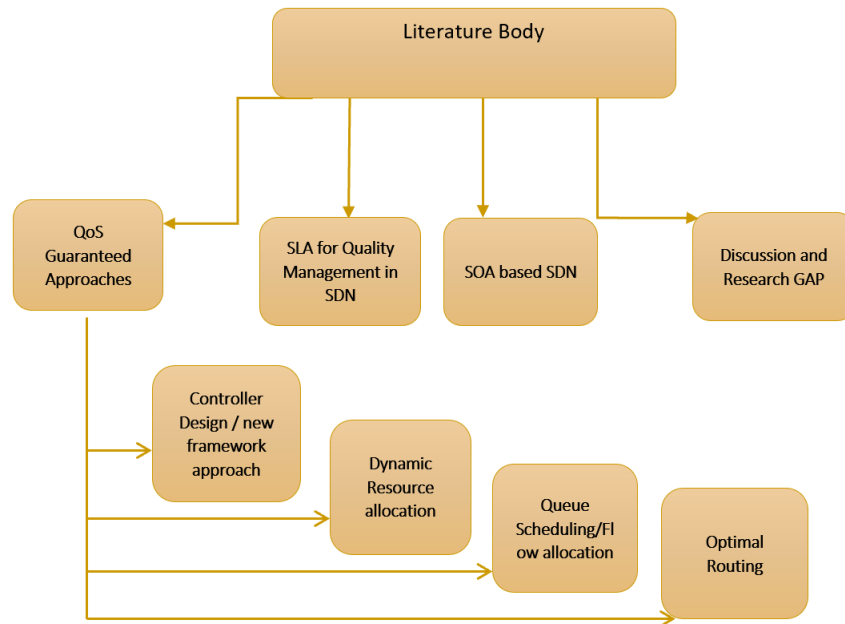 Literature Body
QoS
Guaranteed
Approaches
SLA for Quality
Management in
SDN
SOA based SDN
Discussion and
Research GAP
Controller
Design / new
framework
approach
Dynamic
Resource
allocation
Queue
Scheduling/Fl
ow allocation
Optimal
Routing